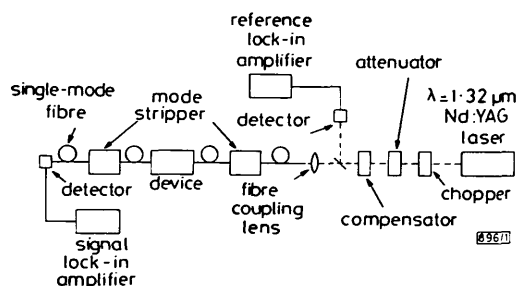 reference
lock-in
amplifier
attenuator
single-mode
fibre
mode
stripper
detector
λ=1·32 µm
Nd:YAG
laser
detector
device
fibre
coupling
lens
compensator
chopper
signal
lock-in
amplifier
896/1